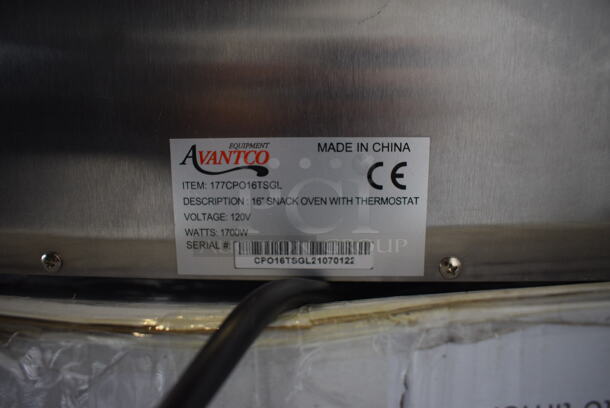 AVANTCO
EQUIPMENT
MADE IN CHINA
CE
ITEM: 177CPO16TSGL
DESCRIPTION : 16" SNACK OVEN WITH THERMOSTAT
VOLTAGE: 120V
WATTS: 1700W
SERIAL #:
CPO16TSGL21070122
PCI